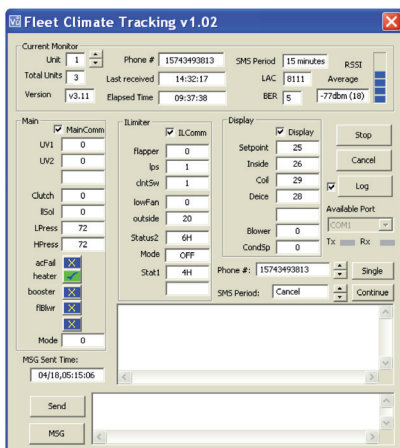 Fleet Climate Tracking v1.02
Current Monitor
Unit 1 Phone # 15743493813 SMS Period 15 minutes RSSI
Total Units 3 Last received 14:32:17 LAC 8111 Average
Version v3.11 Elapsed Time 09:37:38 BER 5 -77dbm (18)
Main
MainComm
UV1 0
UV2 0
Clutch 0
llSol 0
LPress 72
HPress 72
acFail
heater
booster
flBlwr
Mode 0
ILimiter
ILComm
flapper 0
lps 1
clntSw 1
lowFan 0
outside 20
Status2 6H
Mode OFF
Stat1 4H
Display
Display
Setpoint 25
Inside 26
Coil 29
Deice 28
Blower 0
CondSp 0
Stop
Cancel
Log
Available Port
COM1
Tx Rx
Phone #: 15743493813 Single
SMS Period: Cancel Continue
MSG Sent Time:
04/18,05:15:06
Send
MSG